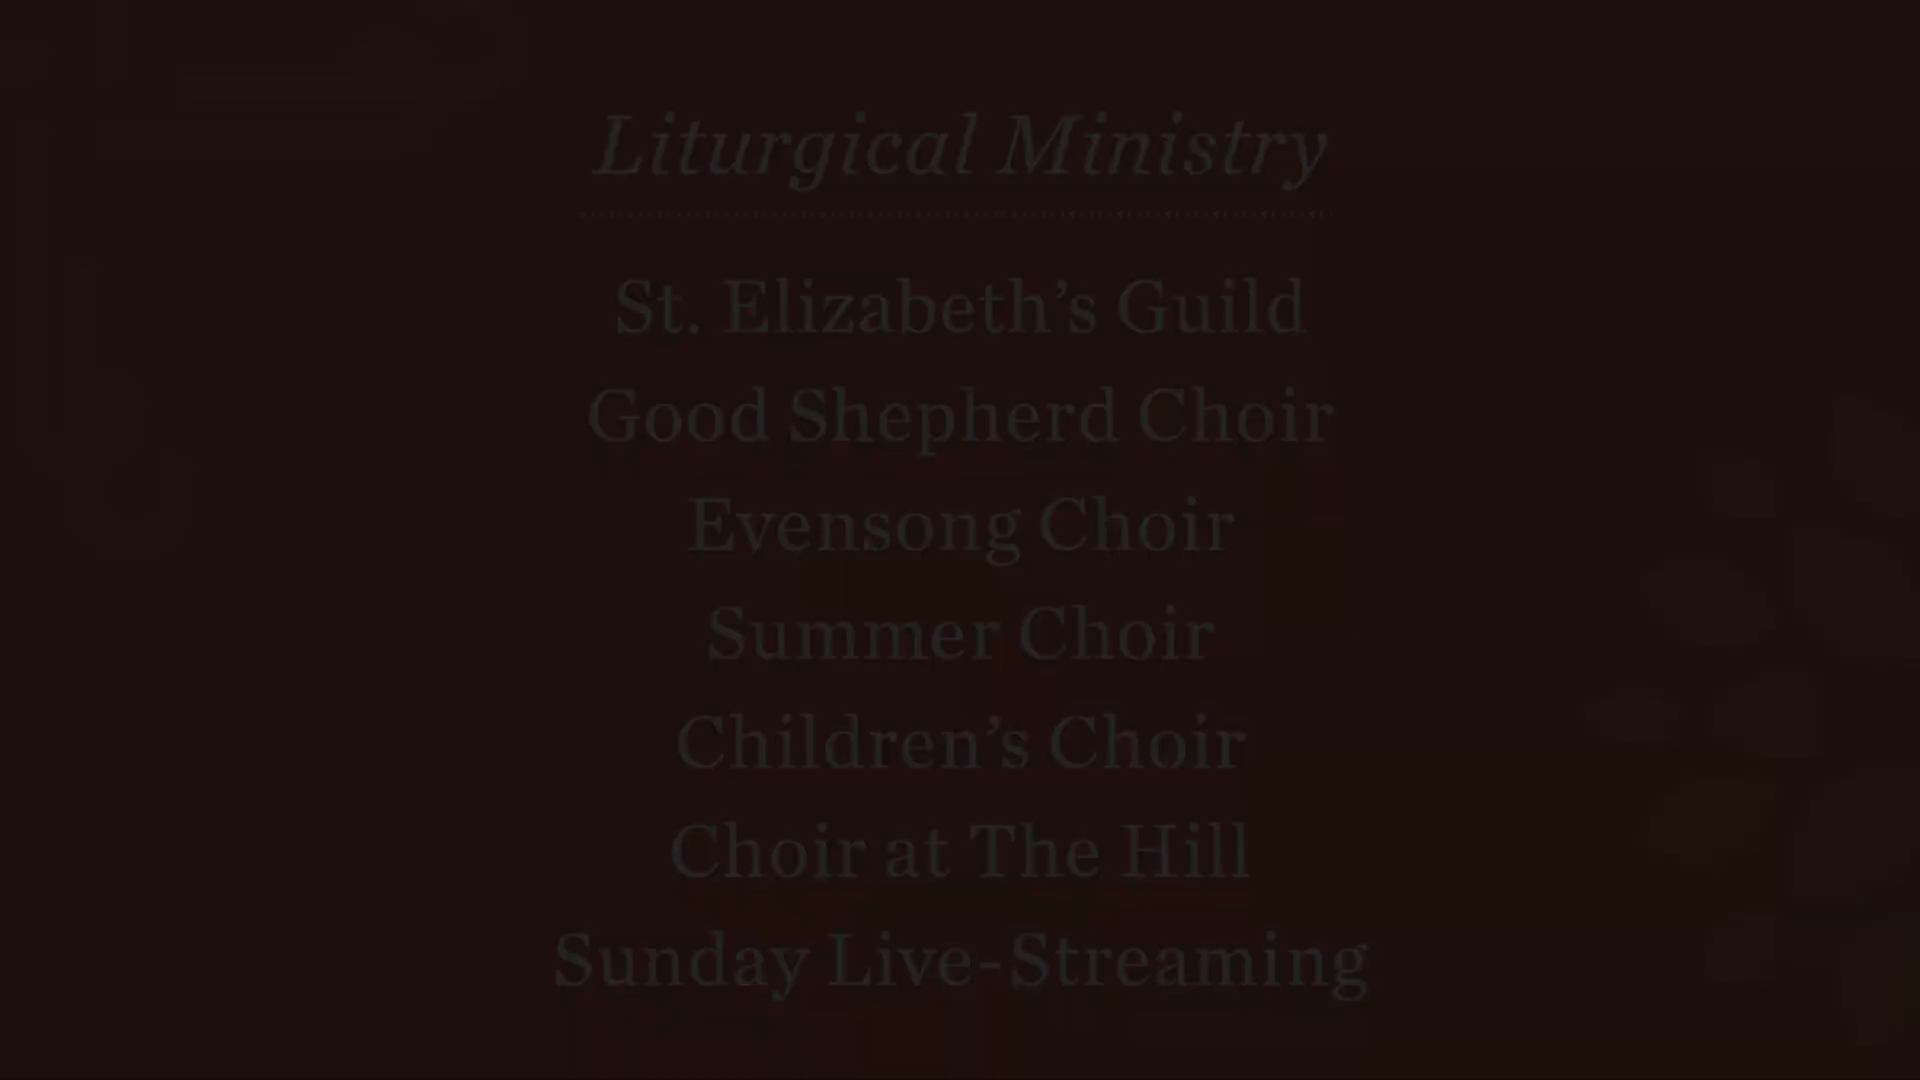 Liturgical Ministry
St. Elizabeth’s Guild
Good Shepherd Choir
Evensong Choir
Summer Choir
Children’s Choir
Choir at The Hill
Sunday Live-Streaming